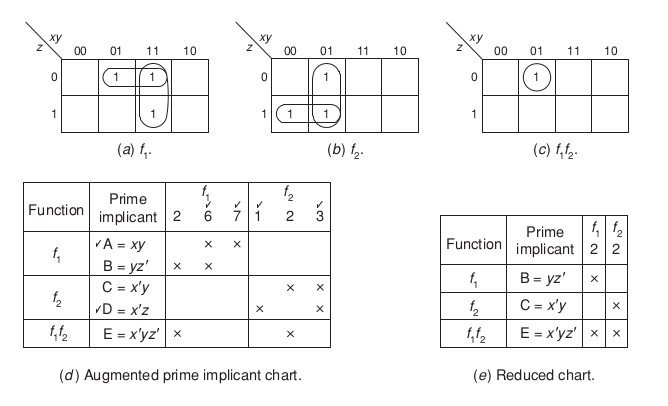 xy
z
00 01 11 10
0 1 1
1 1
(a) f₁.
xy
z
00 01 11 10
0 1
1 1 1
(b) f₂.
xy
z
00 01 11 10
0 1
1
(c) f₁f₂.
Function Prime implicant f₁ f₂
2 ✓6 ✓7 ✓1 2 ✓3
f₁ ✓A = xy × ×
B = yz′ × ×
f₂ C = x′y × ×
✓D = x′z × ×
f₁f₂ E = x′yz′ × ×
(d) Augmented prime implicant chart.
Function Prime implicant f₁ f₂
2 2
f₁ B = yz′ ×
f₂ C = x′y ×
f₁f₂ E = x′yz′ × ×
(e) Reduced chart.